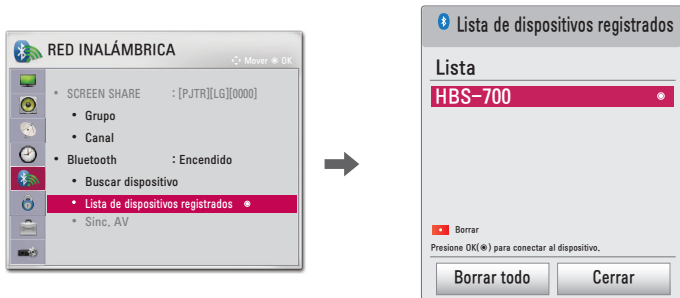 RED INALÁMBRICA
Mover OK
• SCREEN SHARE : [PJTR][LG][0000]
• Grupo
• Canal
• Bluetooth : Encendido
• Buscar dispositivo
• Lista de dispositivos registrados
• Sinc. AV
Lista de dispositivos registrados
Lista
HBS-700
Borrar
Presione OK(◉) para conectar al dispositivo.
Borrar todo
Cerrar